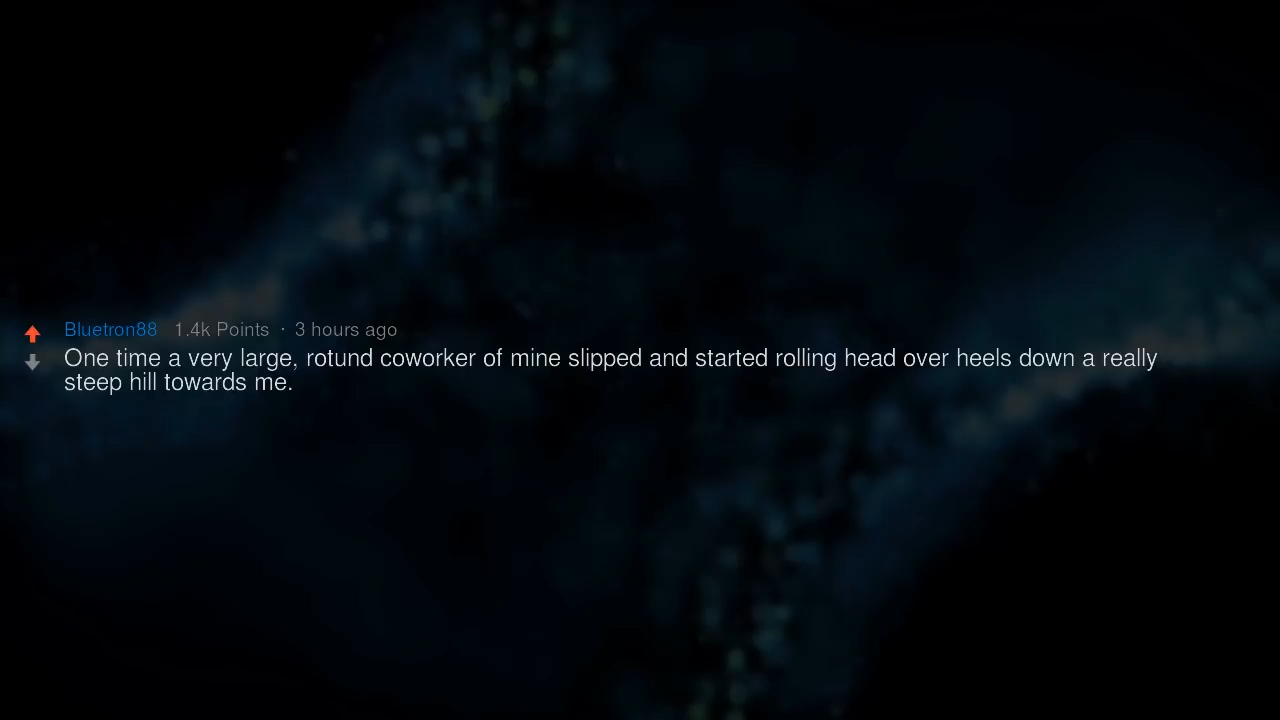 Bluetron88 1.4k Points · 3 hours ago
One time a very large, rotund coworker of mine slipped and started rolling head over heels down a really
steep hill towards me.